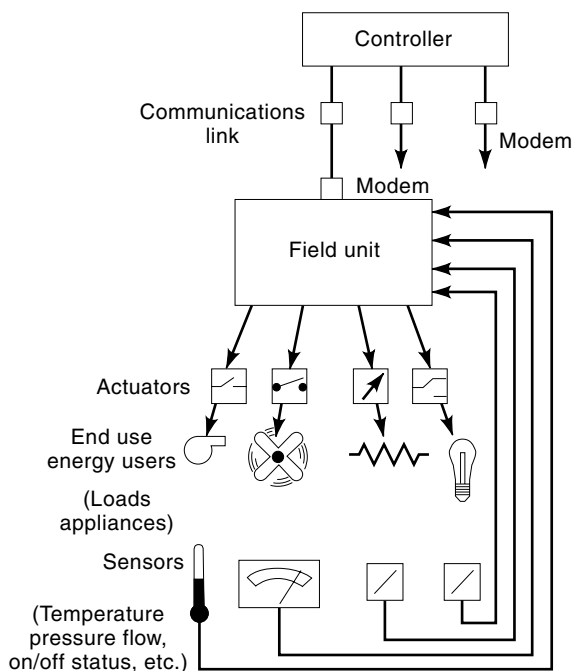 Controller
Communications
link
Modem
Modem
Field unit
Actuators
End use
energy users
(Loads
appliances)
Sensors
(Temperature
pressure flow,
on/off status, etc.)